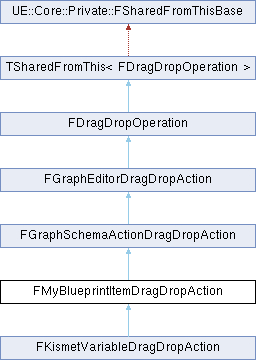 UE::Core::Private::FSharedFromThisBase
TSharedFromThis< FDragDropOperation >
FDragDropOperation
FGraphEditorDragDropAction
FGraphSchemaActionDragDropAction
FMyBlueprintItemDragDropAction
FKismetVariableDragDropAction